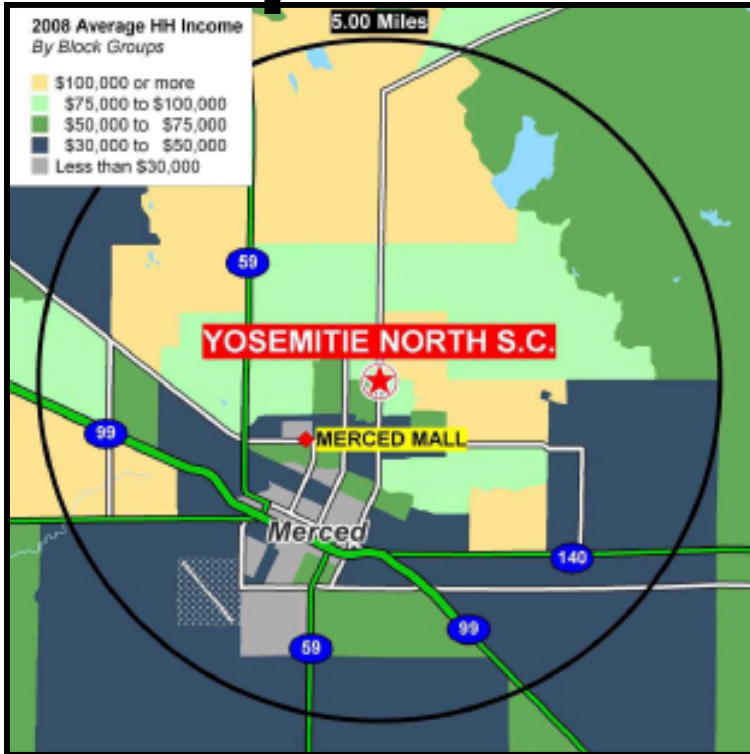 2008 Average HH Income
By Block Groups
$100,000 or more
$75,000 to $100,000
$50,000 to $75,000
$30,000 to $50,000
Less than $30,000
5.00 Miles
59
YOSEMITIE NORTH S.C.
99
MERCED MALL
Merced
140
99
59